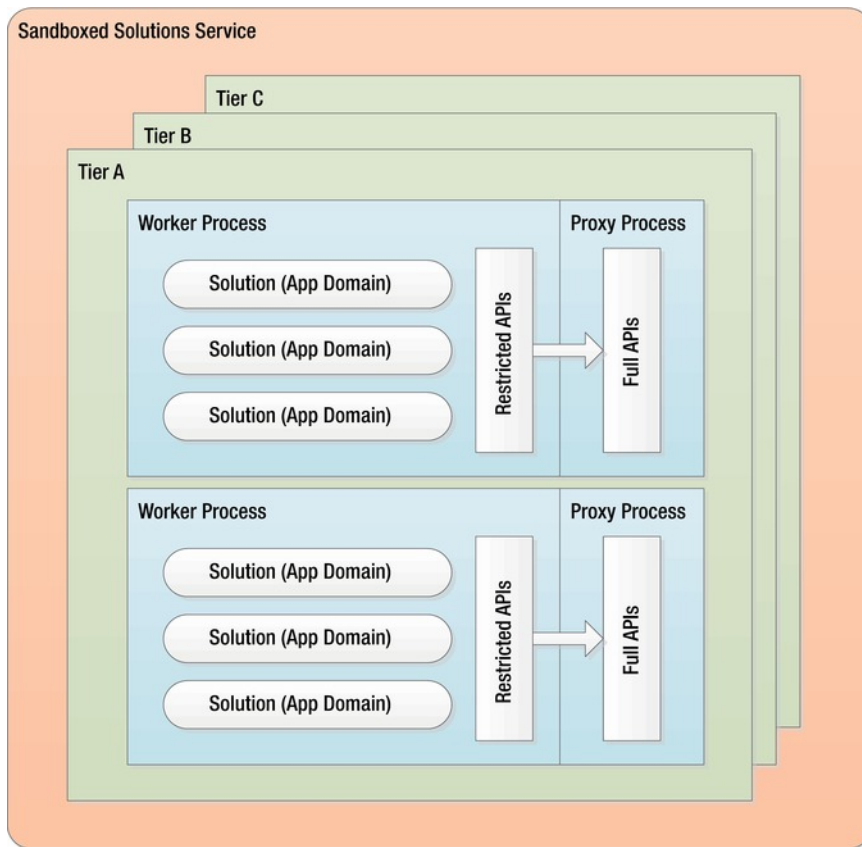 Sandboxed Solutions Service
Tier C
Tier B
Tier A
Worker Process
Proxy Process
Solution (App Domain)
Solution (App Domain)
Solution (App Domain)
Restricted APIs
Full APIs
Worker Process
Proxy Process
Solution (App Domain)
Solution (App Domain)
Solution (App Domain)
Restricted APIs
Full APIs